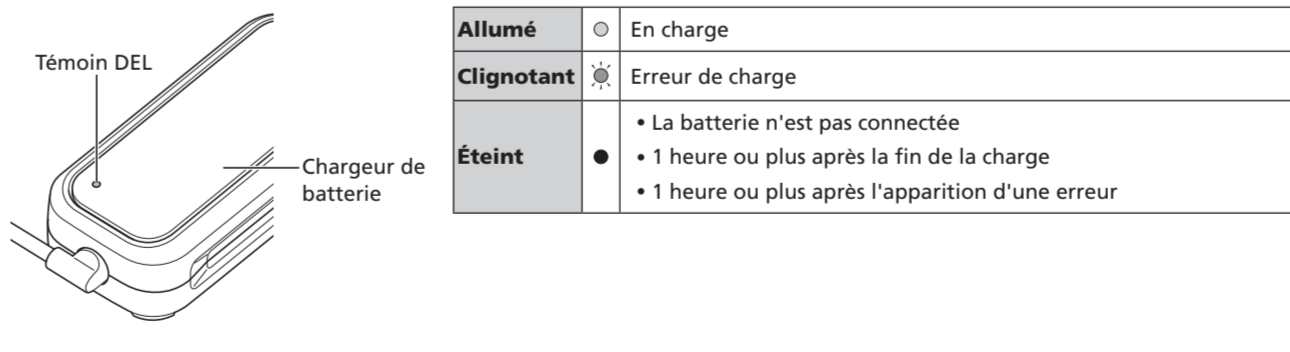 Témoin DEL
Chargeur de
batterie
Allumé En charge
Clignotant Erreur de charge
Éteint
• La batterie n'est pas connectée
• 1 heure ou plus après la fin de la charge
• 1 heure ou plus après l'apparition d'une erreur